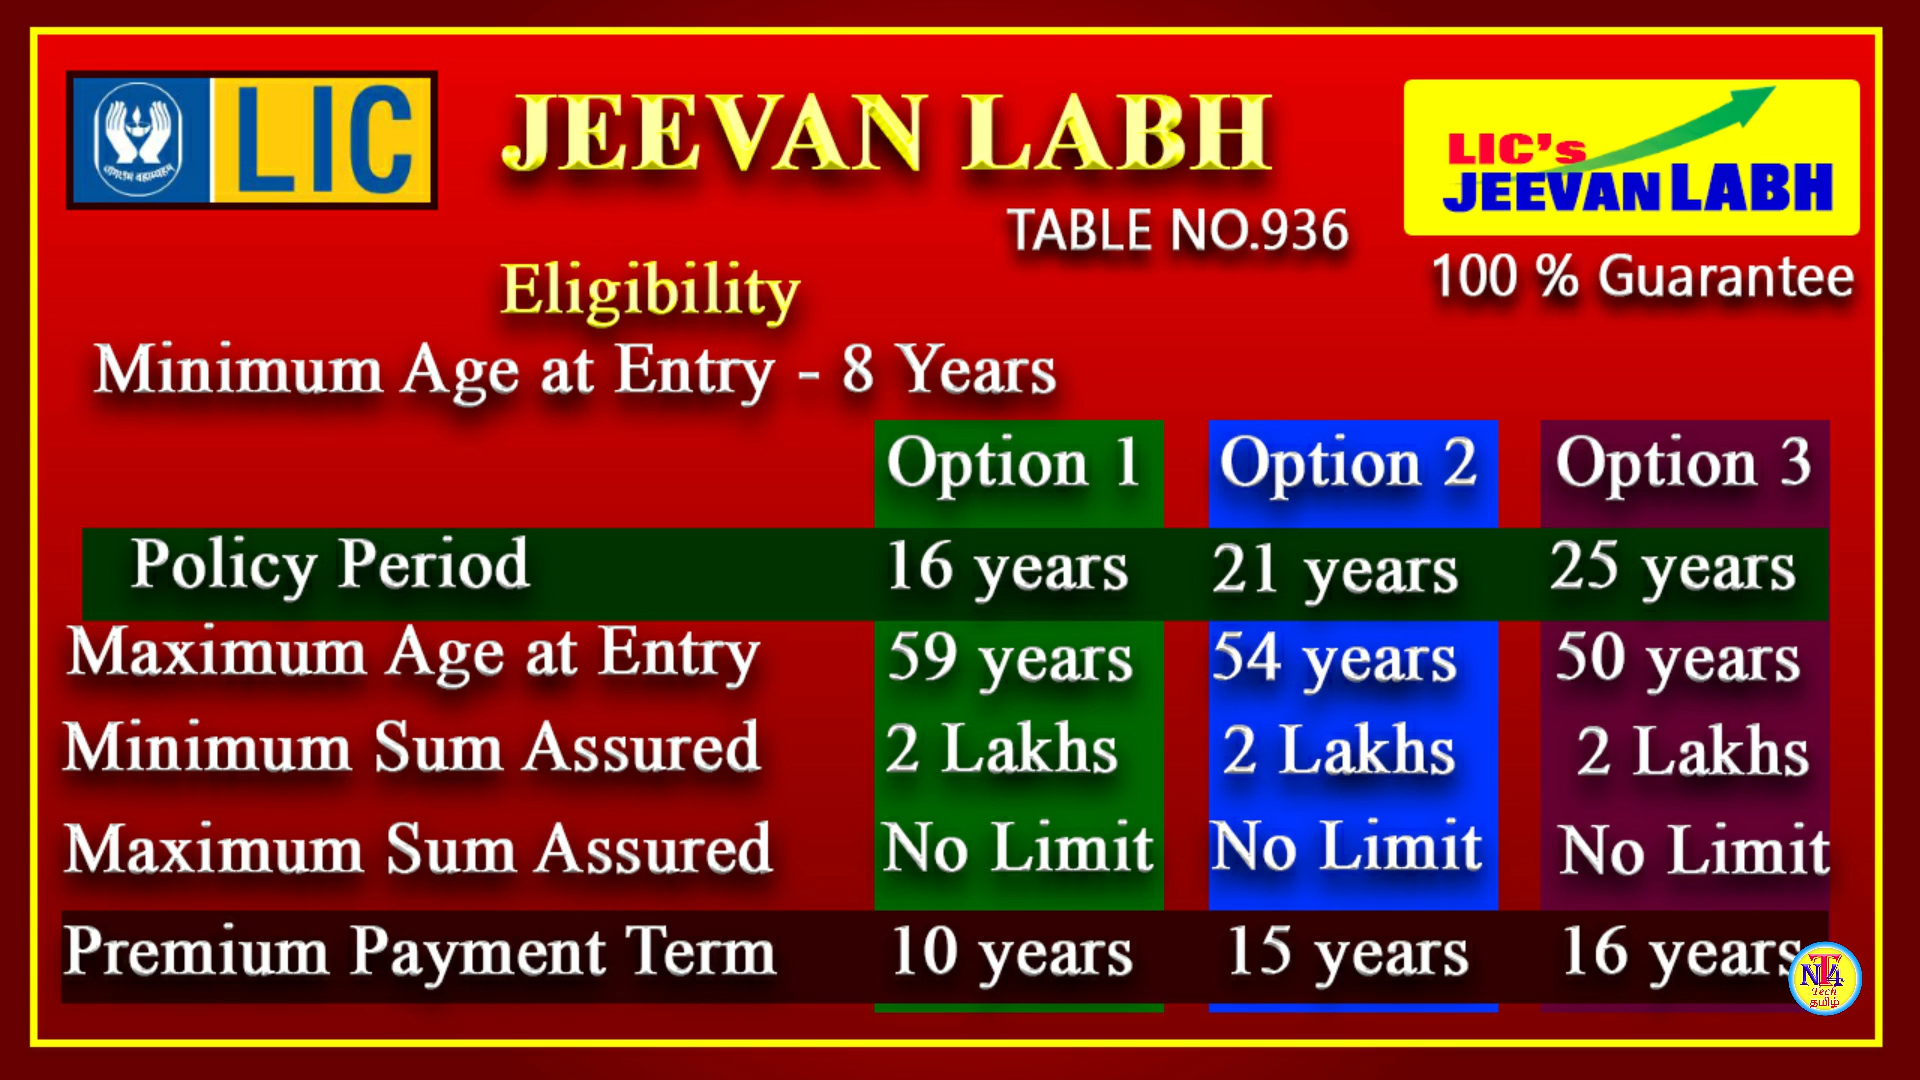 LIC
JEEVAN LABH
LIC's
JEEVAN LABH
TABLE NO.936
100 % Guarantee
Eligibility
Minimum Age at Entry - 8 Years
Option 1 Option 2 Option 3
Policy Period 16 years 21 years 25 years
Maximum Age at Entry 59 years 54 years 50 years
Minimum Sum Assured 2 Lakhs 2 Lakhs 2 Lakhs
Maximum Sum Assured No Limit No Limit No Limit
Premium Payment Term 10 years 15 years 16 years
NT4
Tech
தமிழ்